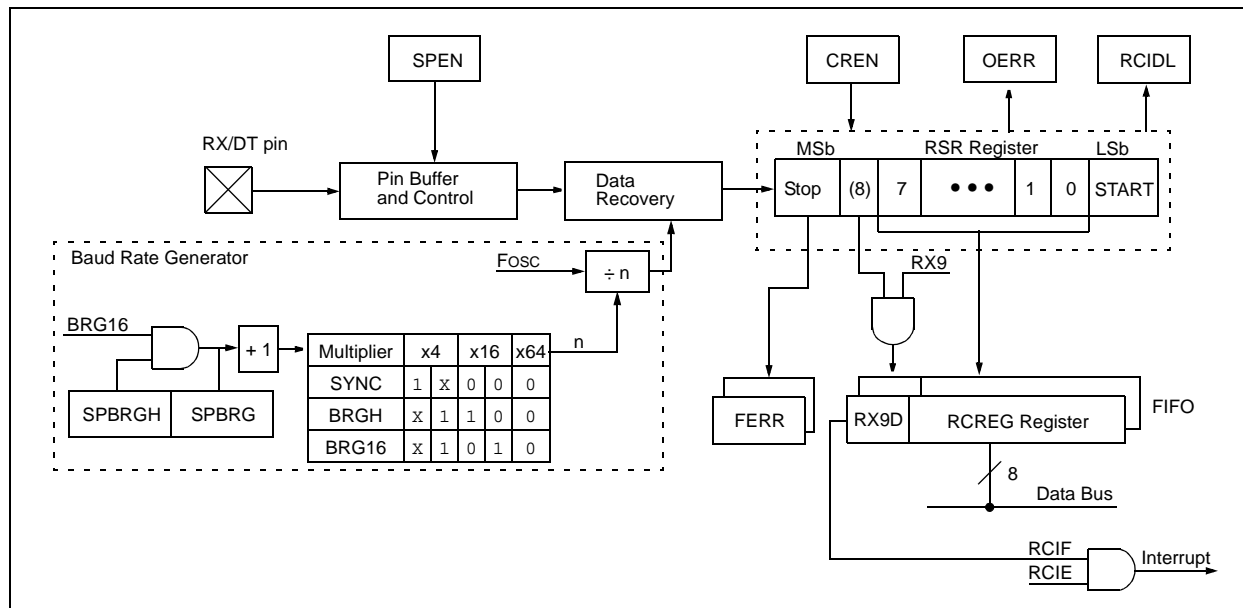 SPEN
CREN
OERR
RCIDL
RX/DT pin
Pin Buffer
and Control
Data
Recovery
MSb RSR Register LSb
Stop (8) 7 ••• 1 0 START
Baud Rate Generator
FOSC
÷ n
RX9
BRG16
+ 1
n
SPBRGH SPBRG
Multiplier x4 x16 x64
SYNC 1 X 0 0 0
BRGH X 1 1 0 0
BRG16 X 1 0 1 0
FERR
RX9D RCREG Register
FIFO
8
Data Bus
RCIF
RCIE
Interrupt